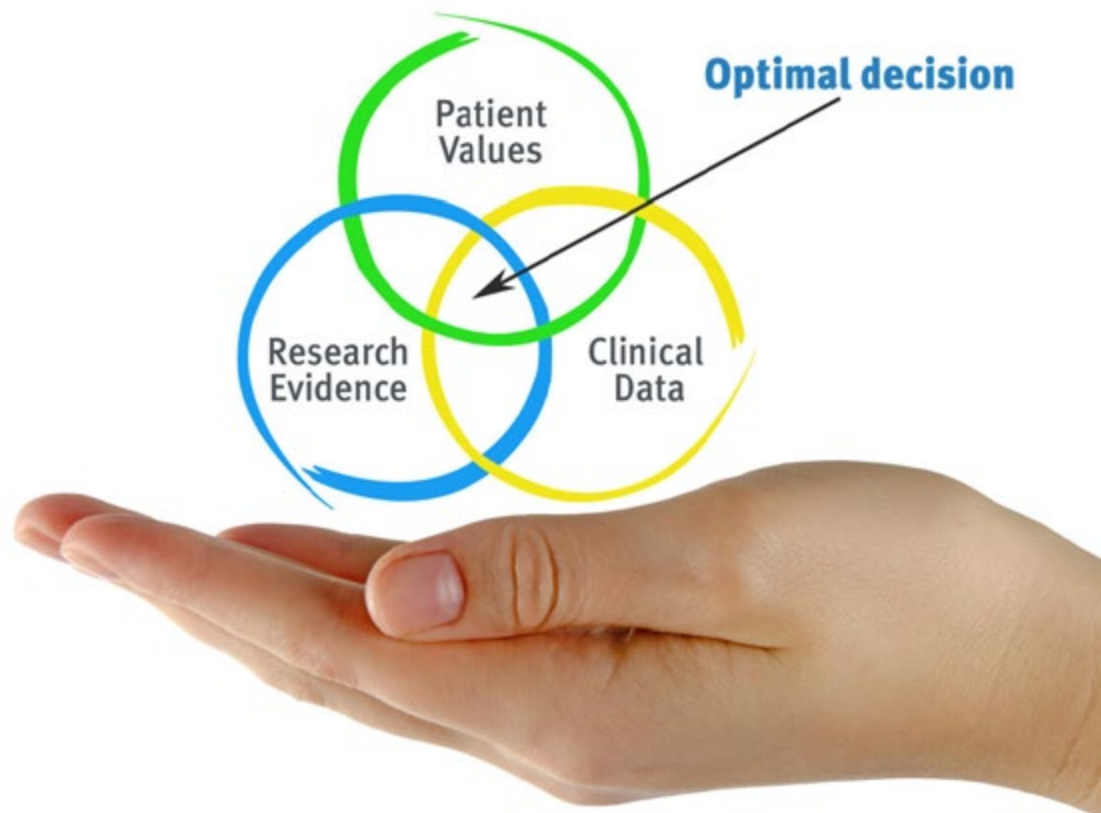 Optimal decision
Patient
Values
Research
Evidence
Clinical
Data